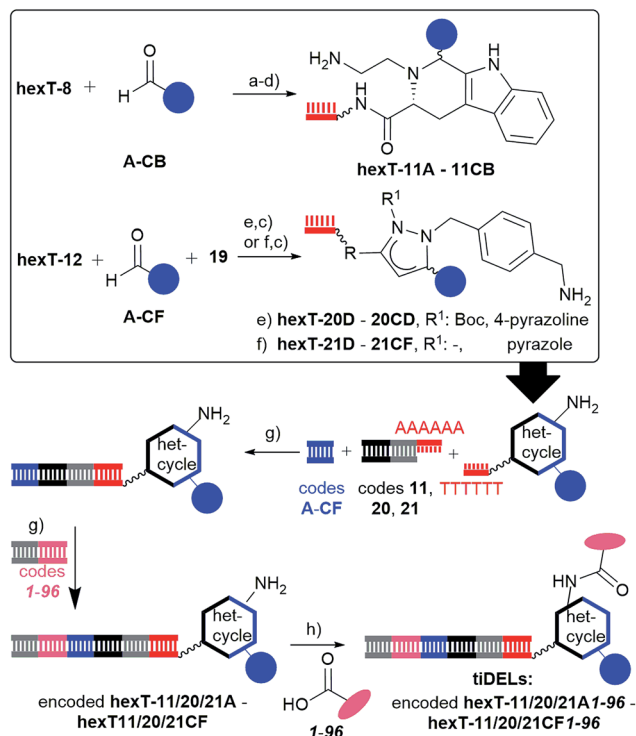 hexT-8 + A-CB a-d)
H O
H2N N H N N H O
hexT-11A - 11CB
hexT-12 + A-CF + 19 e,c)
or f,c)
H O
R1 N N R NH2
e) hexT-20D - 20CD, R1: Boc, 4-pyrazoline
f) hexT-21D - 21CF, R1: -, pyrazole
NH2
het-
cycle
g)
+
AAAAAA
+
NH2
het-
cycle
codes
A-CF
codes 11,
20, 21
TTTTTT
g)
codes
1-96
NH2
het-
cycle
encoded hexT-11/20/21A -
hexT11/20/21CF
h)
O
HO
1-96
HN O
het-
cycle
tiDELs:
encoded hexT-11/20/21A1-96 -
hexT-11/20/21CF1-96